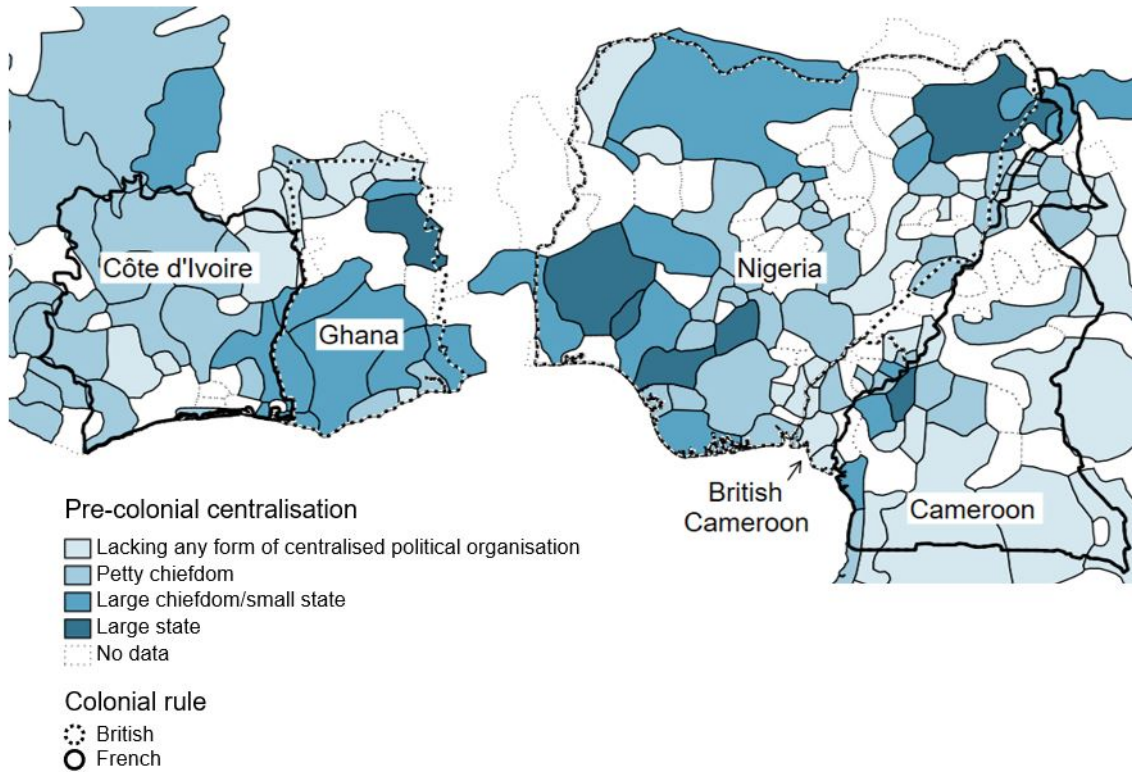 Côte d'Ivoire
Ghana
Nigeria
British
Cameroon
Cameroon
Pre-colonial centralisation
Lacking any form of centralised political organisation
Petty chiefdom
Large chiefdom/small state
Large state
No data
Colonial rule
British
French